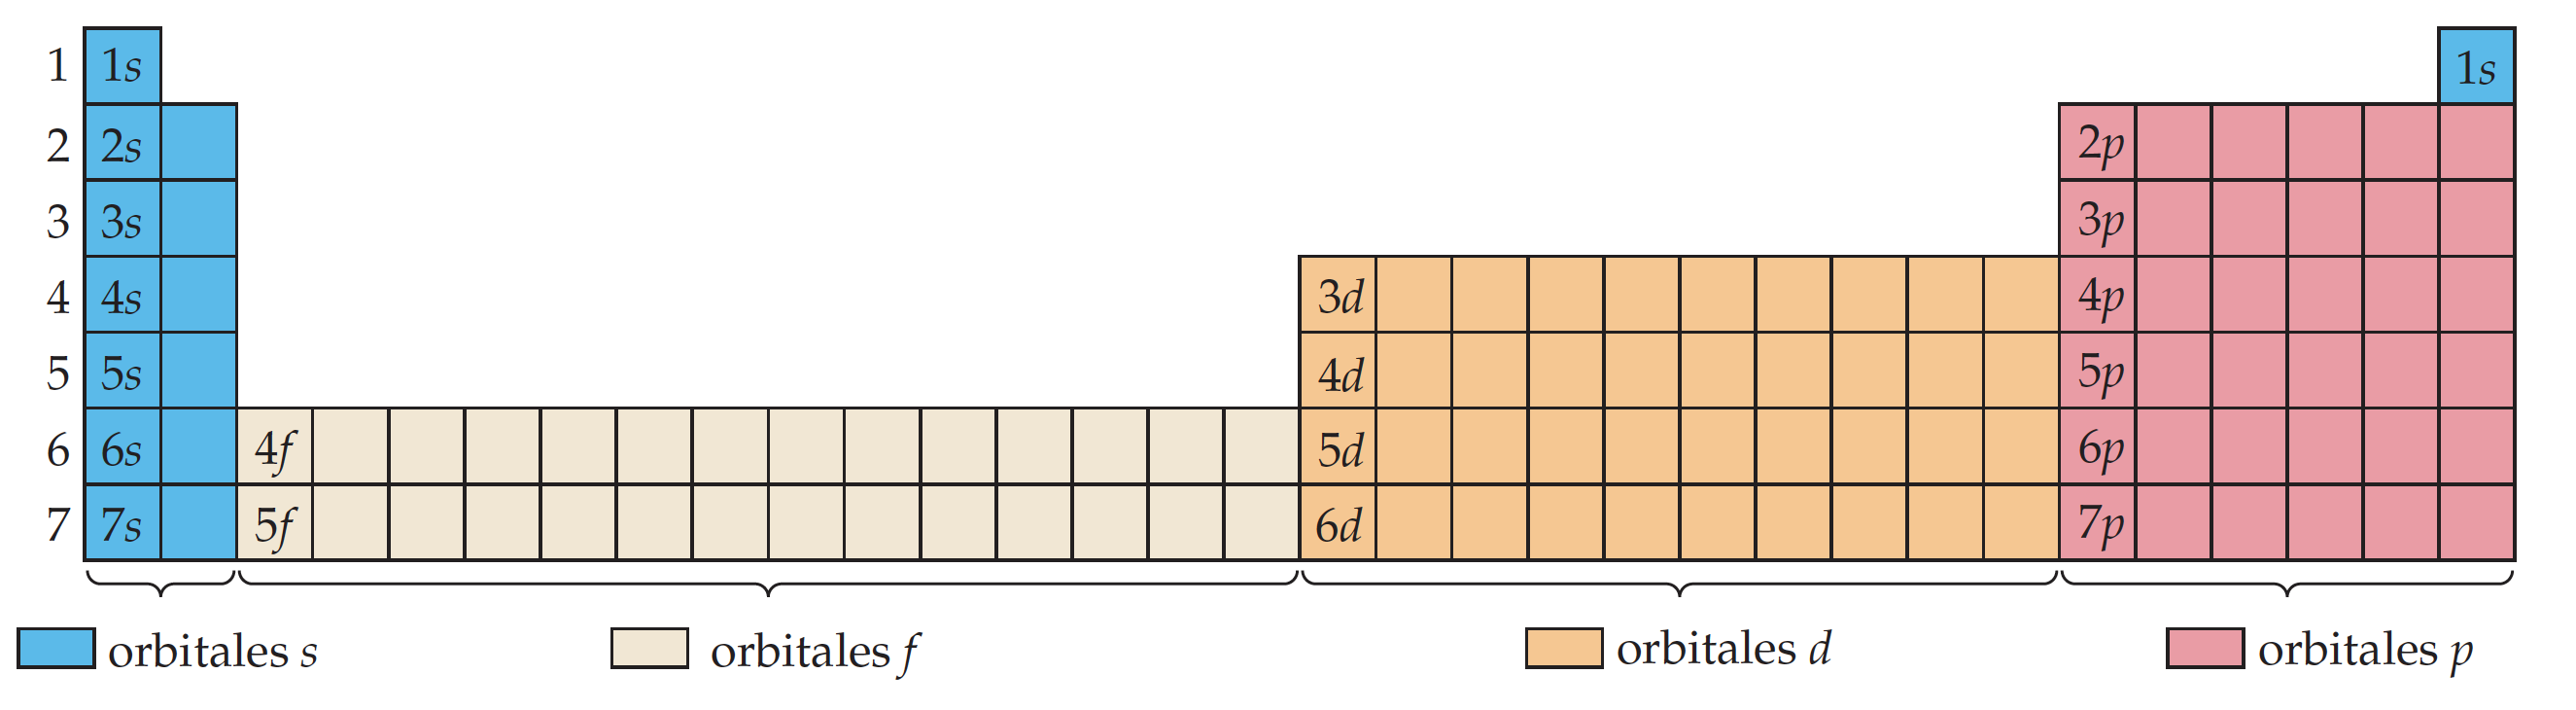 1 1s 1s
2 2s 2p
3 3s 3p
4 4s 3d 4p
5 5s 4d 5p
6 6s 4f 5d 6p
7 7s 5f 6d 7p
orbitales s orbitales f orbitales d orbitales p